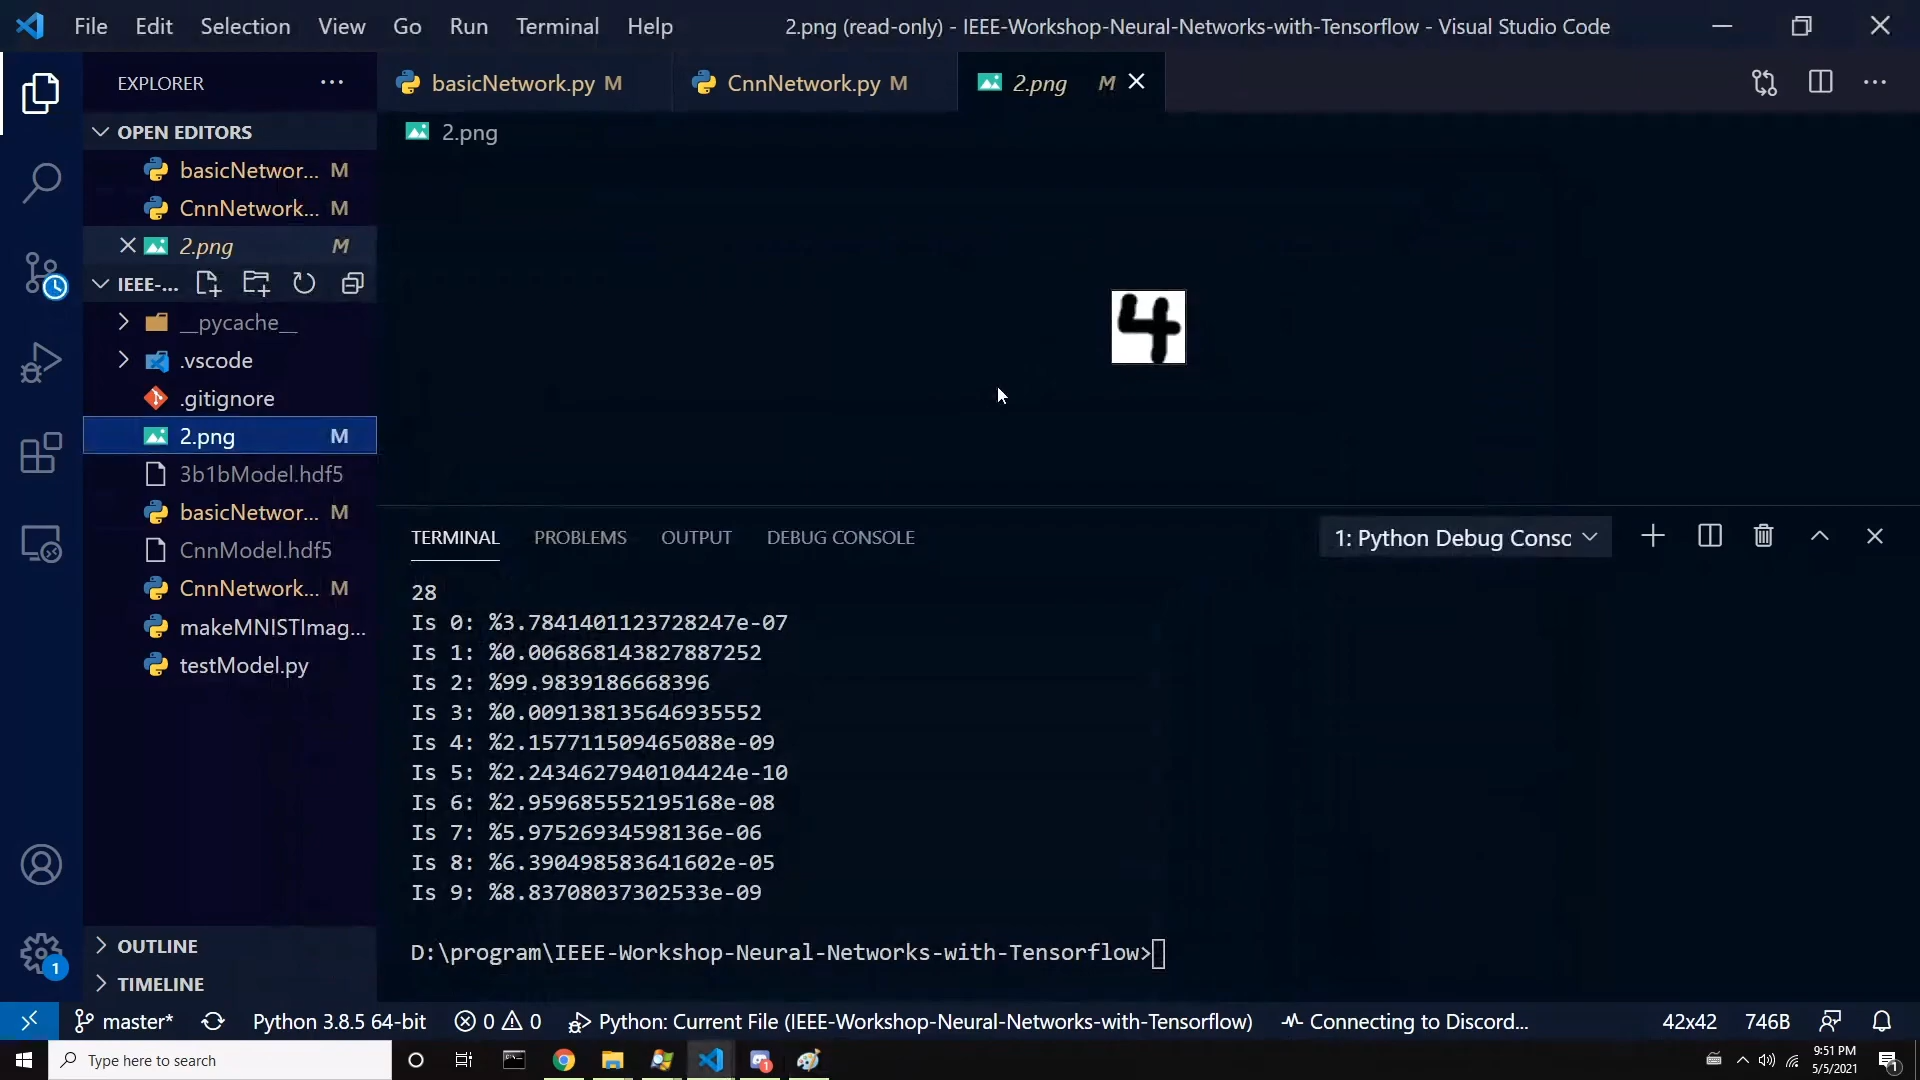 File Edit Selection View Go Run Terminal Help
2.png (read-only) - IEEE-Workshop-Neural-Networks-with-Tensorflow - Visual Studio Code
EXPLORER
basicNetwork.py M
CnnNetwork.py M
2.png M
OPEN EDITORS
2.png
basicNetwor... M
CnnNetwork... M
2.png M
IEEE-...
__pycache__
.vscode
.gitignore
2.png M
3b1bModel.hdf5
basicNetwor... M
CnnModel.hdf5
CnnNetwork... M
makeMNISTImag...
testModel.py
OUTLINE
TIMELINE
4
TERMINAL PROBLEMS OUTPUT DEBUG CONSOLE
1: Python Debug Consc
28
Is 0: %3.7841401123728247e-07
Is 1: %0.006868143827887252
Is 2: %99.9839186668396
Is 3: %0.009138135646935552
Is 4: %2.157711509465088e-09
Is 5: %2.2434627940104424e-10
Is 6: %2.959685552195168e-08
Is 7: %5.97526934598136e-06
Is 8: %6.390498583641602e-05
Is 9: %8.83708037302533e-09
D:\program\IEEE-Workshop-Neural-Networks-with-Tensorflow>
1
master* Python 3.8.5 64-bit 0 0 Python: Current File (IEEE-Workshop-Neural-Networks-with-Tensorflow) Connecting to Discord... 42x42 746B
Type here to search
1
9:51 PM
5/5/2021
1